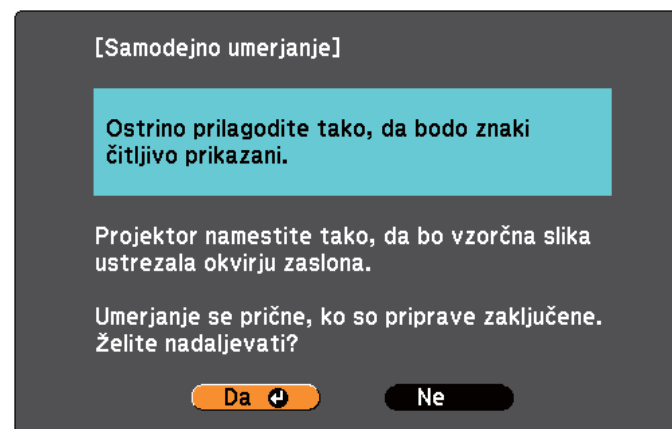 [Samodejno umerjanje]
Ostrino prilagodite tako, da bodo znaki
čitljivo prikazani.
Projektor namestite tako, da bo vzorčna slika
ustrezala okvirju zaslona.
Umerjanje se prične, ko so priprave zaključene.
Želite nadaljevati?
Da Ne